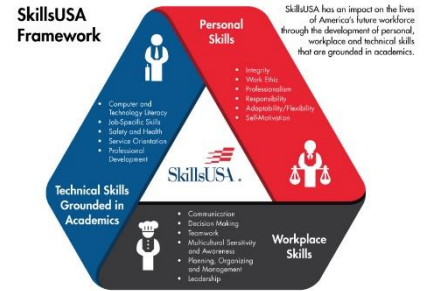 SkillsUSA
Framework
SkillsUSA has an impact on the lives
of America's future workforce
through the development of personal,
workplace and technical skills
that are grounded in academics.
Personal
Skills
• Integrity
• Work Ethic
• Professionalism
• Responsibility
• Adaptability/Flexibility
• Self-Motivation
• Computer and
Technology Literacy
• Job-Specific Skills
• Safety and Health
• Service Orientation
• Professional
Development
Technical Skills
Grounded in
Academics
SkillsUSA.
• Communication
• Decision Making
• Teamwork
• Multicultural Sensitivity
and Awareness
• Planning, Organizing
and Management
• Leadership
Workplace
Skills